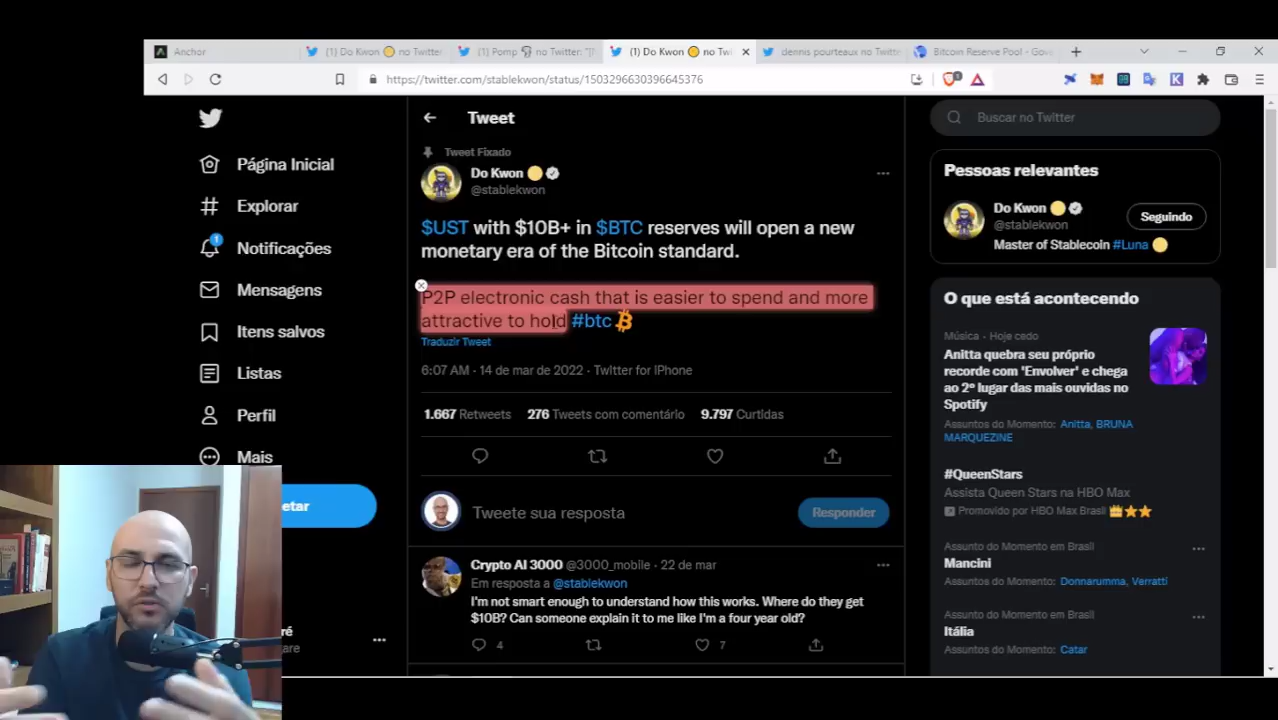 Anchor
(1) Do Kwon 🟡 no Twitter
(1) Pomp 🌪 no Twitter: "JI
(1) Do Kwon 🟡 no Twi
dennis pourteaux no Twitter
Bitcoin Reserve Pool - Gov
https://twitter.com/stablekwon/status/1503296630396645376
Tweet
Buscar no Twitter
Tweet Fixado
Do Kwon 🟡
@stablekwon
$UST with $10B+ in $BTC reserves will open a new
monetary era of the Bitcoin standard.
P2P electronic cash that is easier to spend and more
attractive to hold #btc
Traduzir Tweet
6:07 AM · 14 de mar de 2022 · Twitter for iPhone
1.667 Retweets 276 Tweets com comentário 9.797 Curtidas
Tweete sua resposta
Responder
Crypto AI 3000 @3000_mobile · 22 de mar
Em resposta a @stablekwon
I'm not smart enough to understand how this works. Where do they get
$10B? Can someone explain it to me like I'm a four year old?
4
7
Página Inicial
Explorar
1
Notificações
Mensagens
Itens salvos
Listas
Perfil
Mais
etar
ré
are
Pessoas relevantes
Do Kwon 🟡
@stablekwon
Seguindo
Master of Stablecoin #Luna 🟡
O que está acontecendo
Música · Hoje cedo
Anitta quebra seu próprio
recorde com 'Envolver' e chega
ao 2º lugar das mais ouvidas no
Spotify
Assuntos do Momento: Anitta, BRUNA
MARQUEZINE
#QueenStars
Assista Queen Stars na HBO Max
Promovido por HBO Max Brasil 👑⭐⭐
Assunto do Momento em Brasil
Mancini
Assuntos do Momento: Donnarumma, Verratti
Assunto do Momento em Brasil
Itália
Assuntos do Momento: Catar